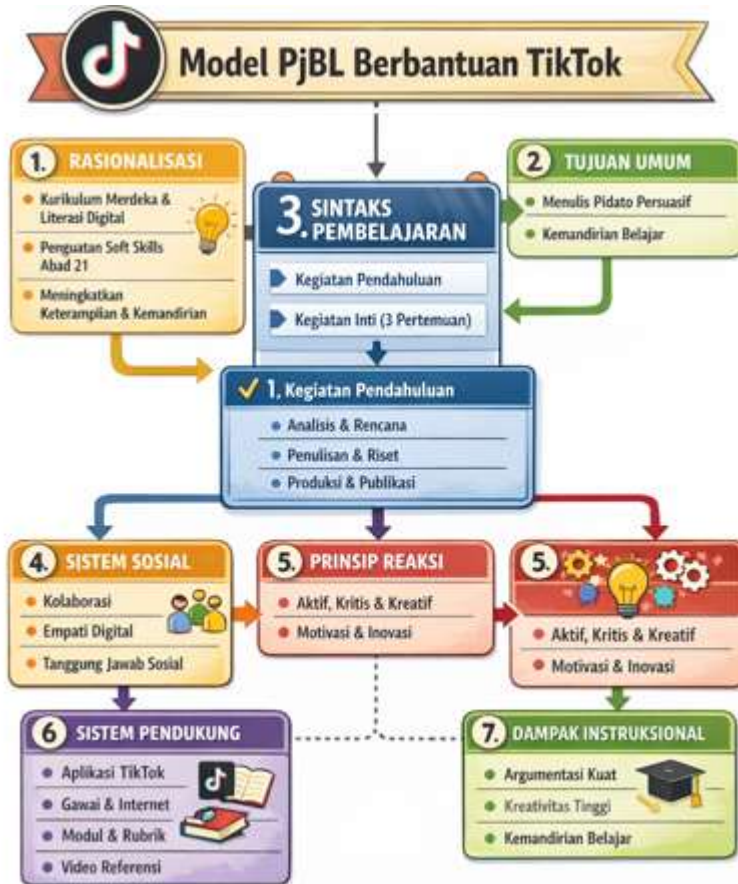 Model PjBL Berbantuan TikTok
1. RASIONALISASI
Kurikulum Merdeka &
Literasi Digital
Penguatan Soft Skills
Abad 21
Meningkatkan
Keteramplian & Kemandirian
2 TUJUAN UMUM
Menulis Pidato Persuasif
Kemandirian Belajar
3. SINTAKS
PEMBELAJARAN
Kegiatan Pendahuluan
Kegiatan Inti (3 Pertemuan)
1, Kegiatan Pendahuluan
Analisis & Rencana
Penulisan & Riset
Produksi & Publikasi
4. SISTEM SOSIAL
Kolaborasi
Empati Digital
Tanggung Jawab Sosial
5. PRINSIP REAKSI
Aktif, Kritis & Kreatif
Motivasi & Inovasi
5.
Aktif, Kritis & Kreatif
Motivasi & Inovasi
6 SISTEM PENDUKUNG
Aplikasi TikTok
Gawai & Internet
Modul & Rubrik
Video Referensi
7. DAMPAK INSTRUKSIONAL
Argumentasi Kuat
Kreativitas Tinggi
Kemandirian Belajar